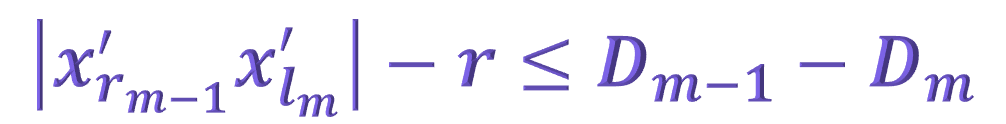 |x′_{r_{m−1}} x′_{l_m}| − r ≤ D_{m−1} − D_m